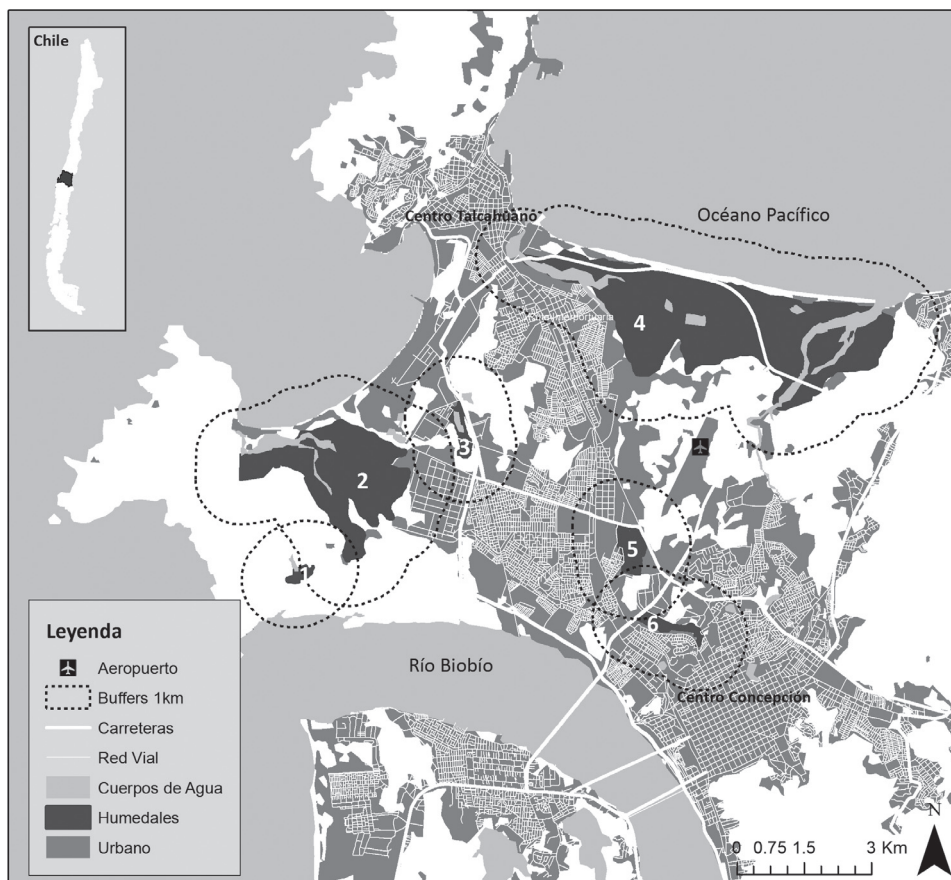 Chile
Centro Talcahuano
Océano Pacífico
4
3
2
5
1
6
Río Biobío
Centro Concepción
Leyenda
Aeropuerto
Buffers 1km
Carreteras
Red Vial
Cuerpos de Agua
Humedales
Urbano
N
0 0.75 1.5 3 Km